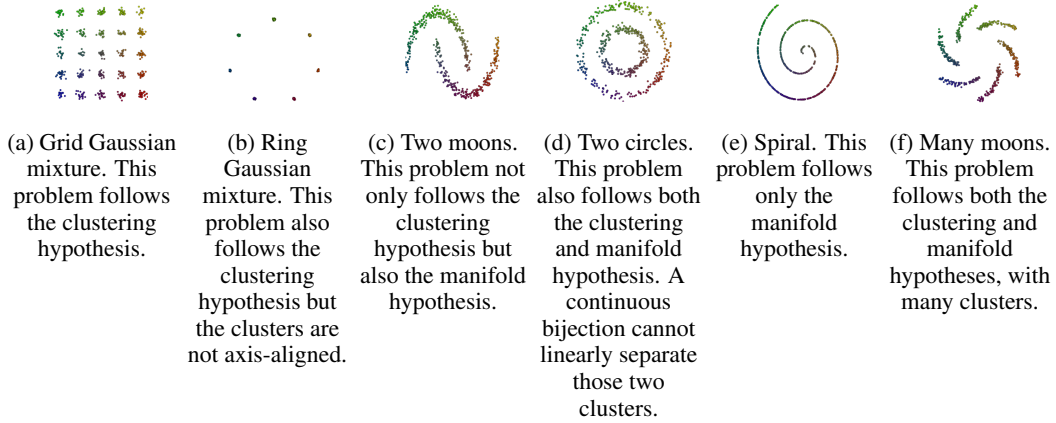 (a) Grid Gaussian
mixture. This
problem follows
the clustering
hypothesis.
(b) Ring
Gaussian
mixture. This
problem also
follows the
clustering
hypothesis but
the clusters are
not axis-aligned.
(c) Two moons.
This problem not
only follows the
clustering
hypothesis but
also the manifold
hypothesis.
(d) Two circles.
This problem
also follows both
the clustering
and manifold
hypothesis. A
continuous
bijection cannot
linearly separate
those two
clusters.
(e) Spiral. This
problem follows
only the
manifold
hypothesis.
(f) Many moons.
This problem
follows both the
clustering and
manifold
hypotheses, with
many clusters.